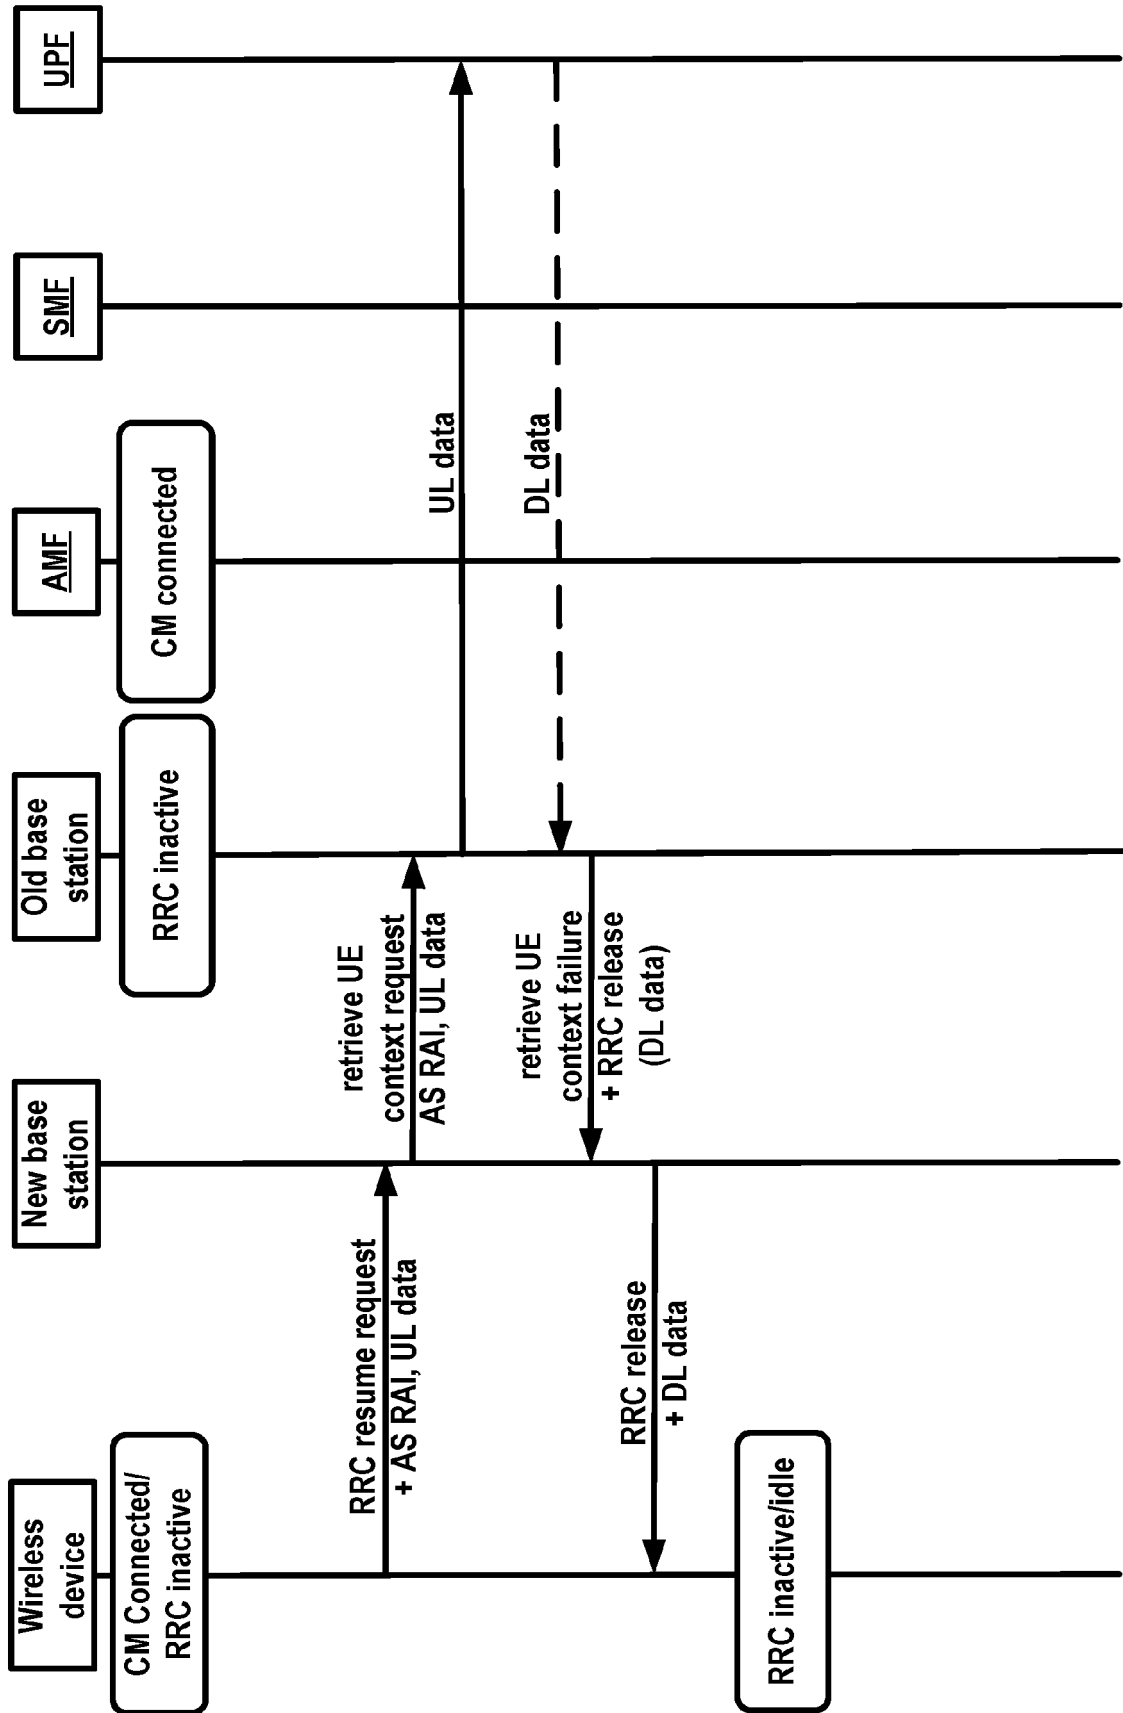 Wireless
device
New base
station
Old base
station
AMF
SMF
UPF
CM Connected/
RRC inactive
RRC inactive
CM connected
RRC resume request
+ AS RAI, UL data
retrieve UE
context request
AS RAI, UL data
UL data
DL data
retrieve UE
context failure
+ RRC release
(DL data)
RRC release
+ DL data
RRC inactive/idle